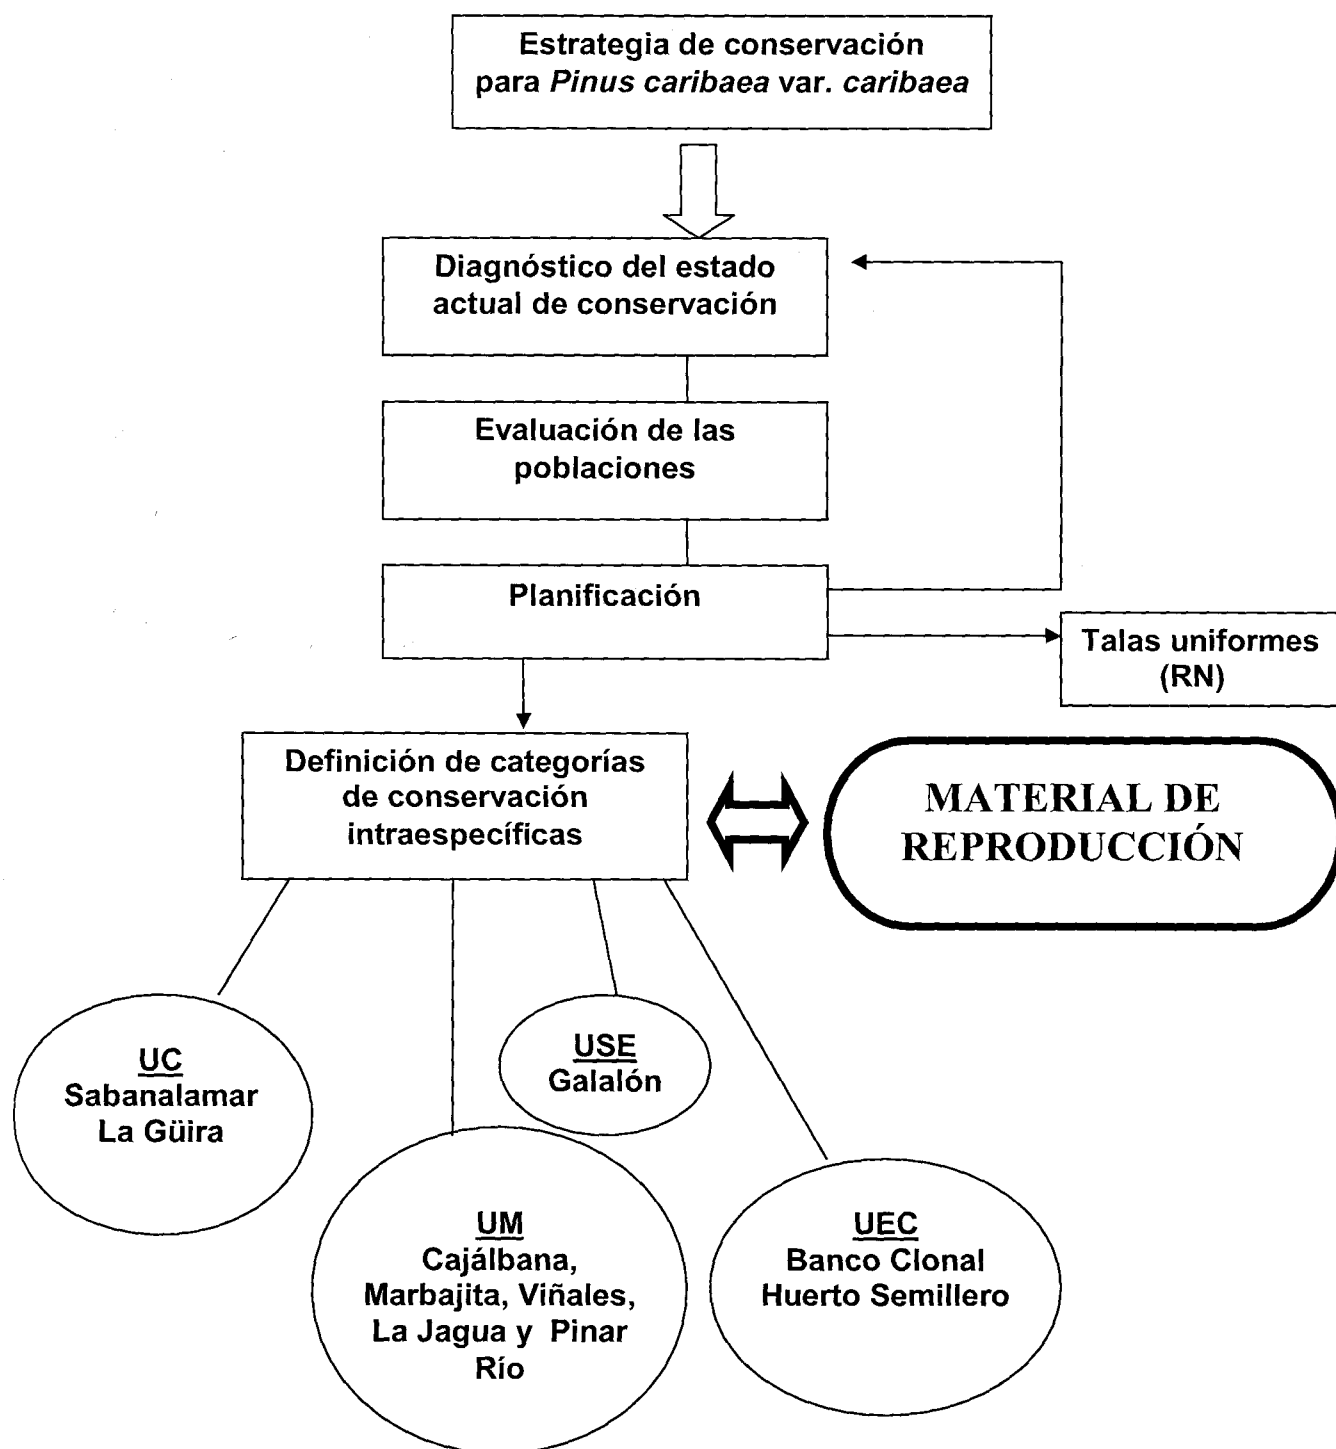 Estrategia de conservación
para Pinus caribaea var. caribaea
Diagnóstico del estado
actual de conservación
Evaluación de las
poblaciones
Planificación
Talas uniformes
(RN)
Definición de categorías
de conservación
intraespecíficas
MATERIAL DE
REPRODUCCIÓN
UC
Sabanalamar
La Güira
USE
Galalón
UM
Cajálbana,
Marbajita, Viñales,
La Jagua y Pinar
Río
UEC
Banco Clonal
Huerto Semillero